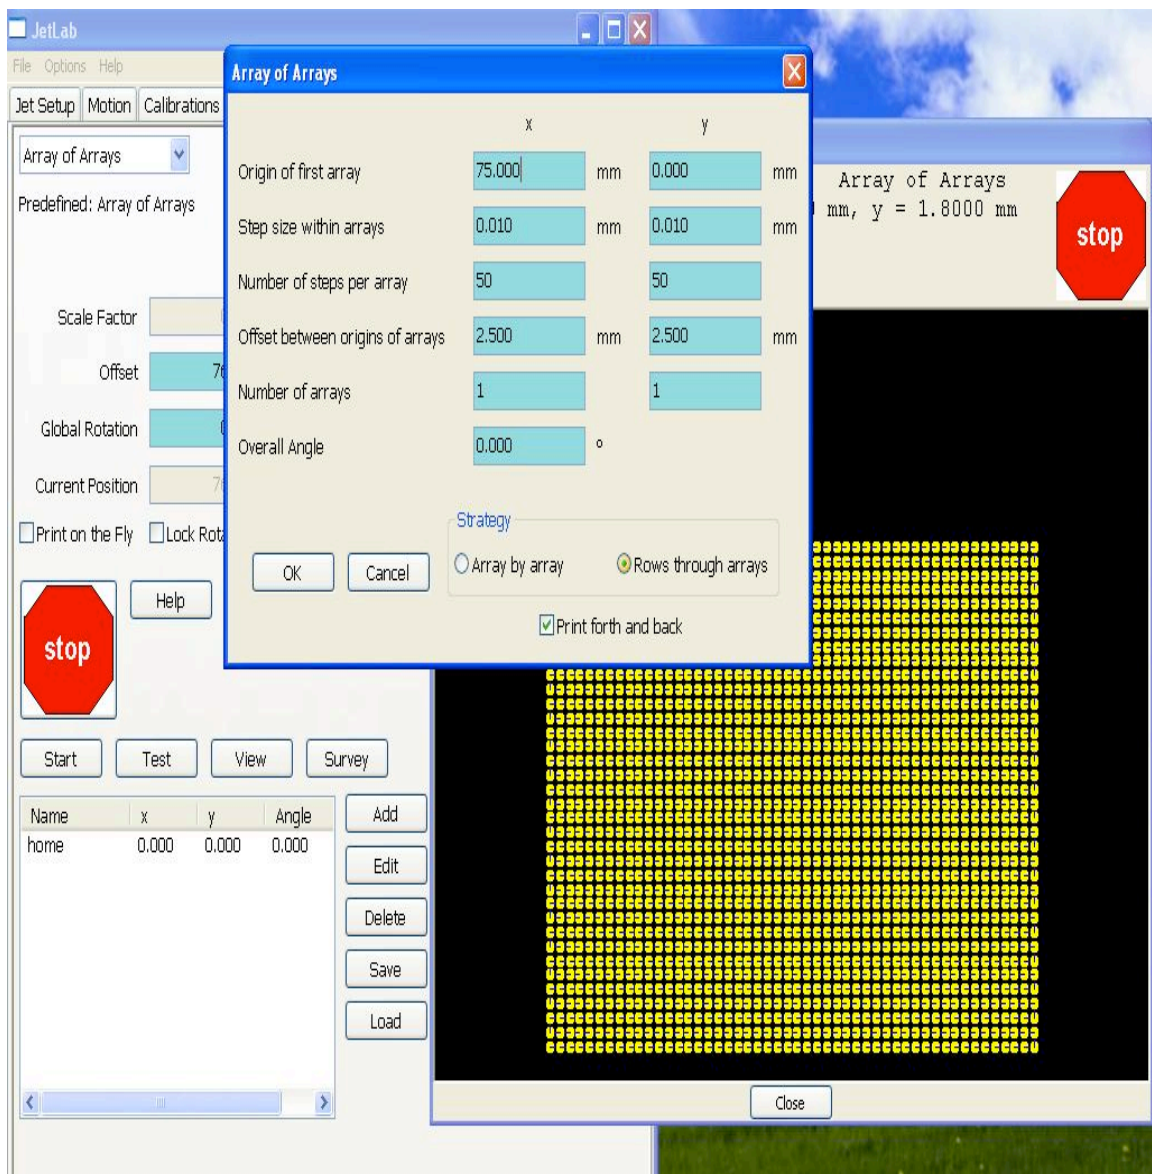 JetLab
File Options Help
Jet Setup Motion Calibrations
Array of Arrays
Predefined: Array of Arrays
Scale Factor
Offset
Global Rotation
Current Position
Print on the Fly
stop
Help
Start Test View Survey
Name x y Angle
home 0.000 0.000 0.000
Add
Edit
Delete
Save
Load
Array of Arrays
x y
Origin of first array 75.000 mm 0.000 mm
Step size within arrays 0.010 mm 0.010 mm
Number of steps per array 50 50
Offset between origins of arrays 2.500 mm 2.500 mm
Number of arrays 1 1
Overall Angle 0.000 °
Strategy
Array by array Rows through arrays
OK Cancel
Print forth and back
Array of Arrays
mm, y = 1.8000 mm
stop
Close